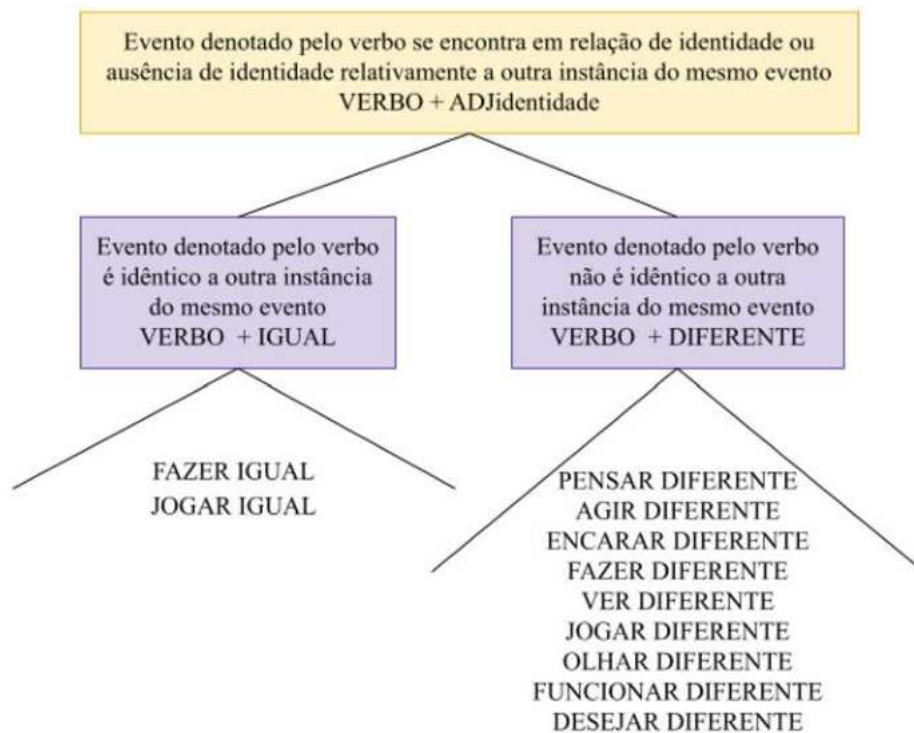 Evento denotado pelo verbo se encontra em relação de identidade ou
ausência de identidade relativamente a outra instância do mesmo evento
VERBO + ADJidentidade
Evento denotado pelo verbo
é idêntico a outra instância
do mesmo evento
VERBO + IGUAL
Evento denotado pelo verbo
não é idêntico a outra
instância do mesmo evento
VERBO + DIFERENTE
FAZER IGUAL
JOGAR IGUAL
PENSAR DIFERENTE
AGIR DIFERENTE
ENCARAR DIFERENTE
FAZER DIFERENTE
VER DIFERENTE
JOGAR DIFERENTE
OLHAR DIFERENTE
FUNCIONAR DIFERENTE
DESEJAR DIFERENTE